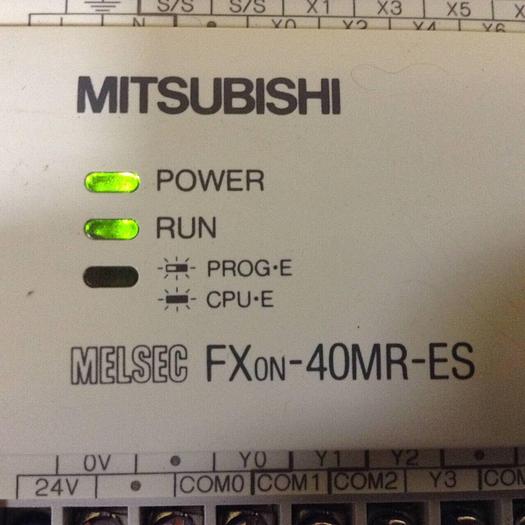 S/S S/S X1 X3 X5
N • X0 X2 X4 X6
MITSUBISHI
POWER
RUN
PROG•E
CPU•E
MELSEC FX0N-40MR-ES
0V • Y0 Y1 Y2 •
24V • COM0 COM1 COM2 Y3